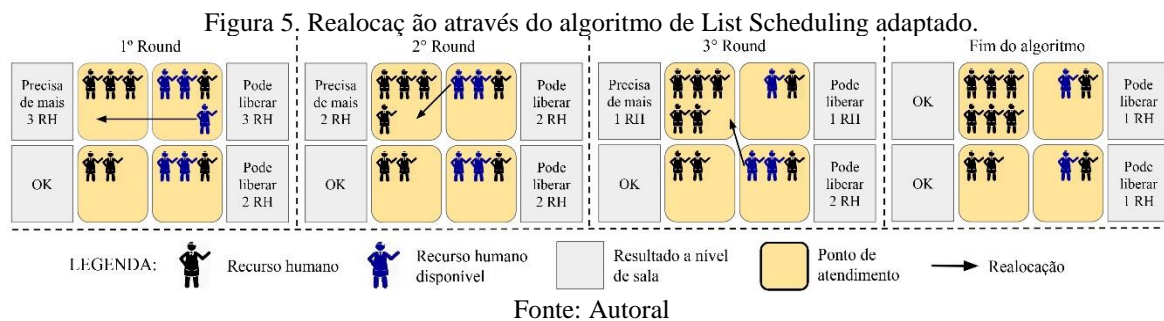 Figura 5. Realocaç ão através do algoritmo de List Scheduling adaptado.
1º Round
2° Round
3° Round
Fim do algoritmo
Precisa
de mais
3 RH
Pode
liberar
3 RH
OK
Pode
liberar
2 RH
Precisa
de mais
2 RH
Pode
liberar
2 RH
OK
Pode
liberar
2 RH
Precisa
de mais
1 RH
Pode
liberar
1 RH
OK
Pode
liberar
2 RH
OK
Pode
liberar
1 RH
OK
Pode
liberar
1 RH
LEGENDA:
Recurso humano
Recurso humano
disponível
Resultado a nível
de sala
Ponto de
atendimento
Realocação
Fonte: Autoral